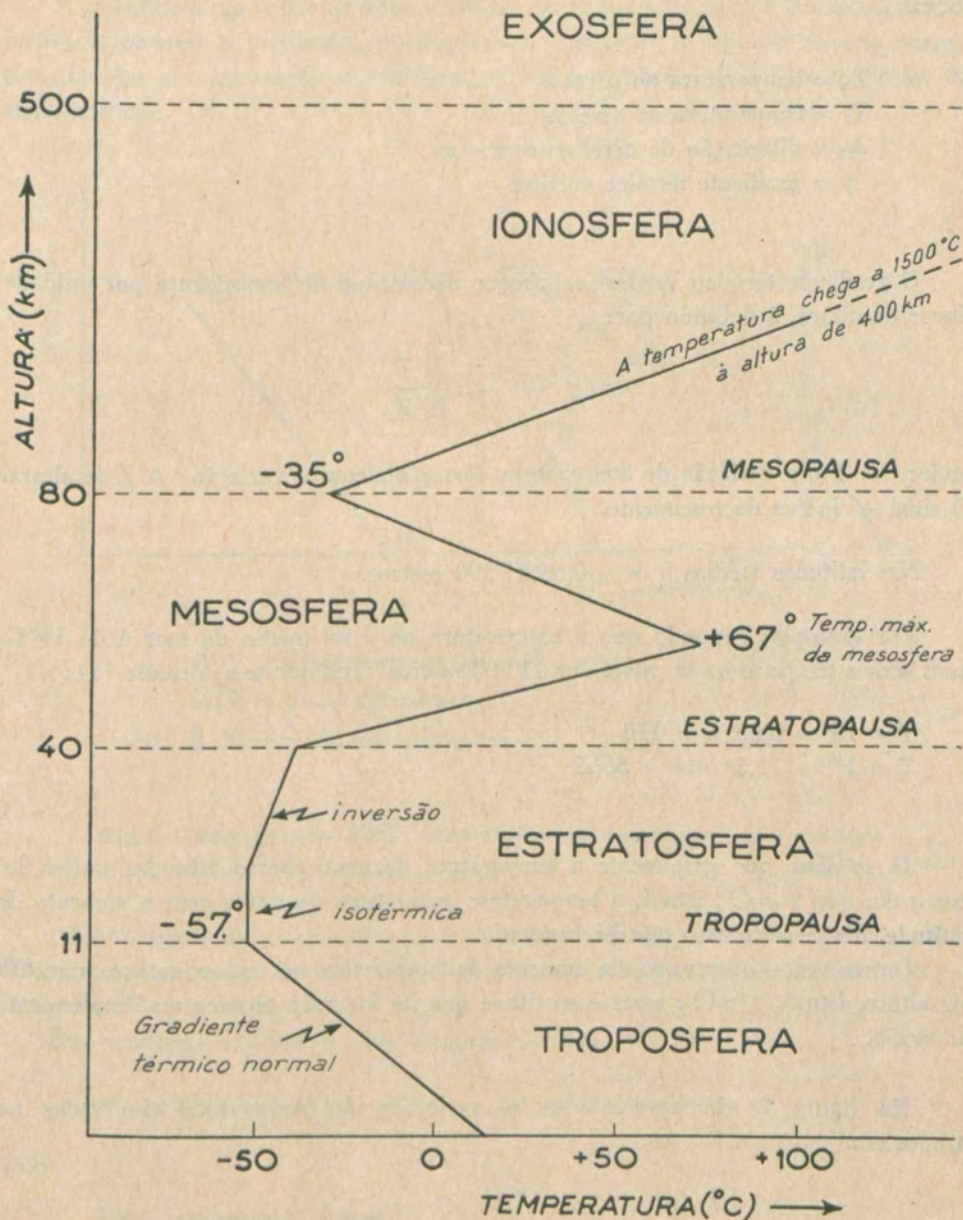 EXOSFERA
500
ALTURA (km)
IONOSFERA
A temperatura chega a 1500°C
à altura de 400 km
-35°
MESOPAUSA
80
MESOSFERA
+67° Temp. máx.
da mesosfera
ESTRATOPAUSA
40
inversão
ESTRATOSFERA
-57°
isotérmica
TROPOPAUSA
11
Gradiente
térmico normal
TROPOSFERA
-50 0 +50 +100
TEMPERATURA (°C)